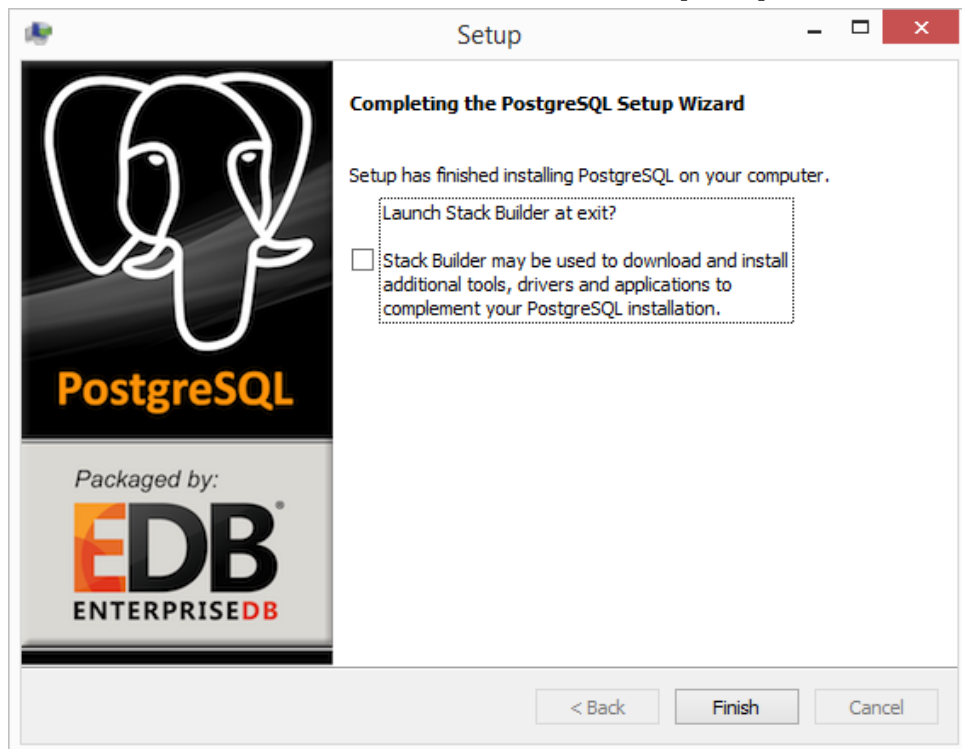 Setup
Completing the PostgreSQL Setup Wizard
Setup has finished installing PostgreSQL on your computer.
Launch Stack Builder at exit?
Stack Builder may be used to download and install
additional tools, drivers and applications to
complement your PostgreSQL installation.
PostgreSQL
Packaged by:
EDB®
ENTERPRISEDB
< Back
Finish
Cancel